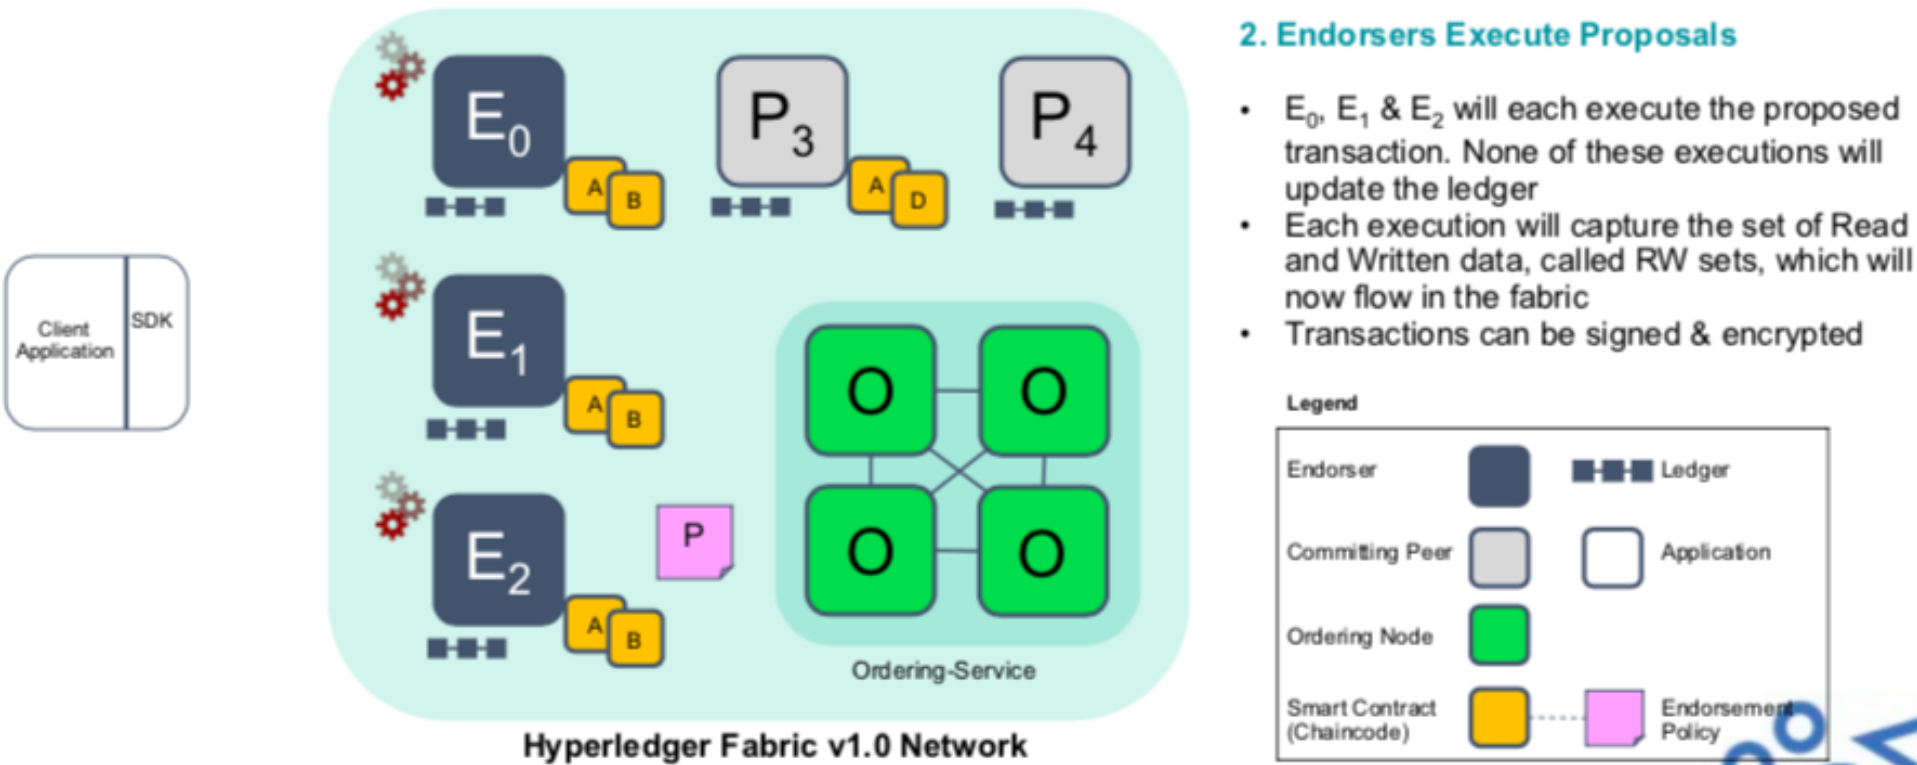 Client
Application
SDK
E0
A
B
P3
A
D
P4
E1
A
B
E2
A
B
P
O
O
O
O
Ordering-Service
Hyperledger Fabric v1.0 Network
2. Endorsers Execute Proposals
• E0, E1 & E2 will each execute the proposed
transaction. None of these executions will
update the ledger
• Each execution will capture the set of Read
and Written data, called RW sets, which will
now flow in the fabric
• Transactions can be signed & encrypted
Legend
Endorser
Ledger
Committing Peer
Application
Ordering Node
Smart Contract
(Chaincode)
Endorsement
Policy